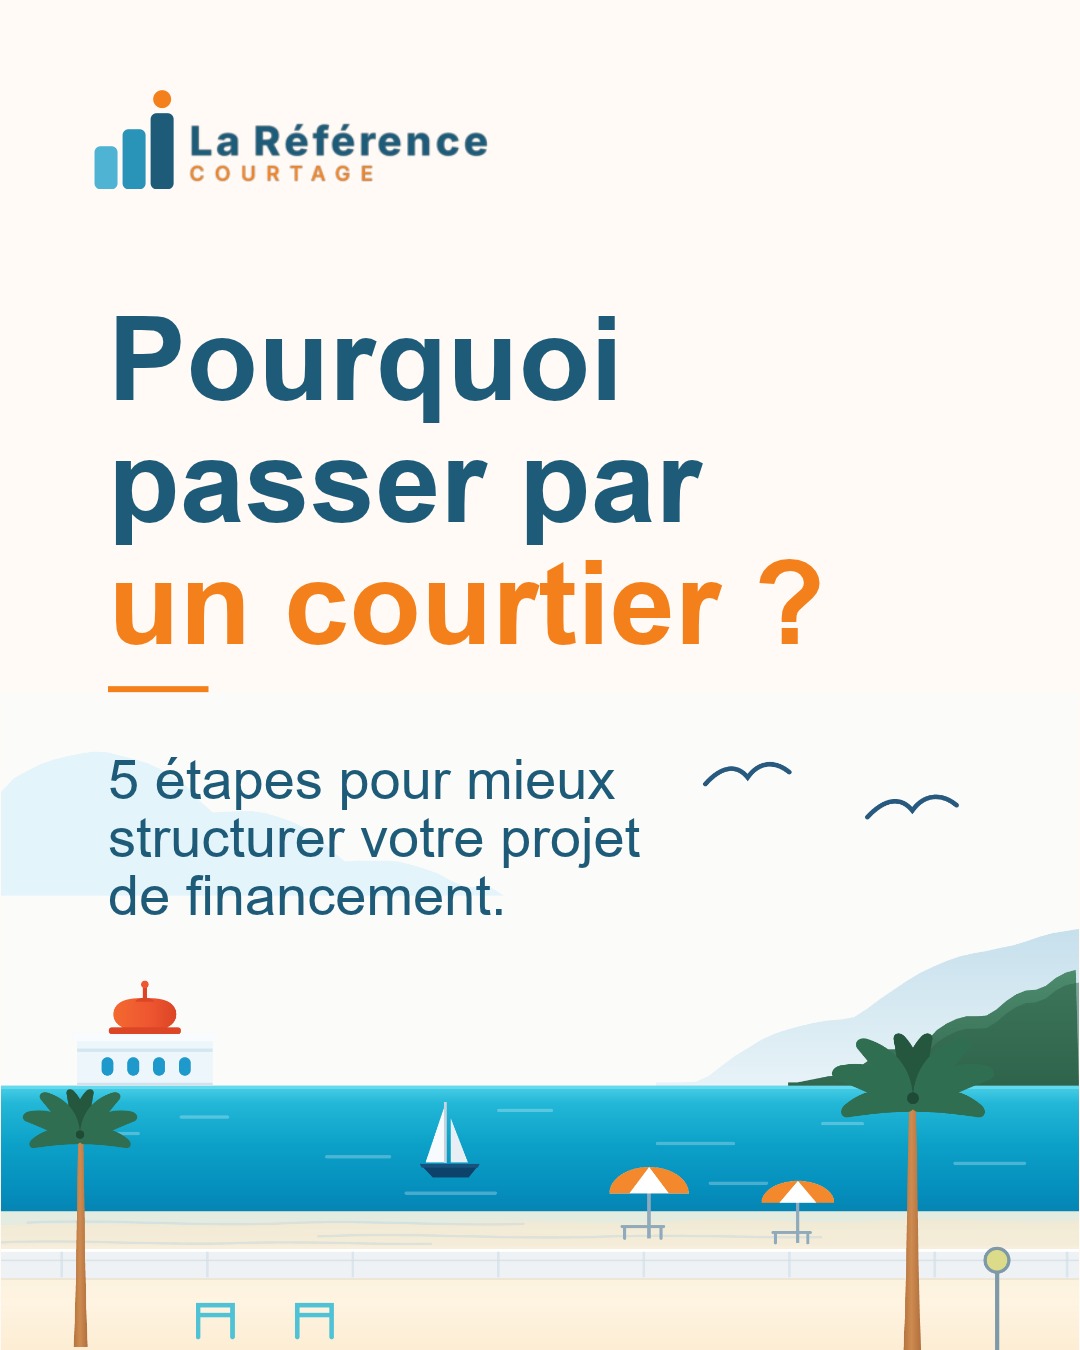 La Référence
COURTAGE
Pourquoi
passer par
un courtier ?
5 étapes pour mieux
structurer votre projet
de financement.